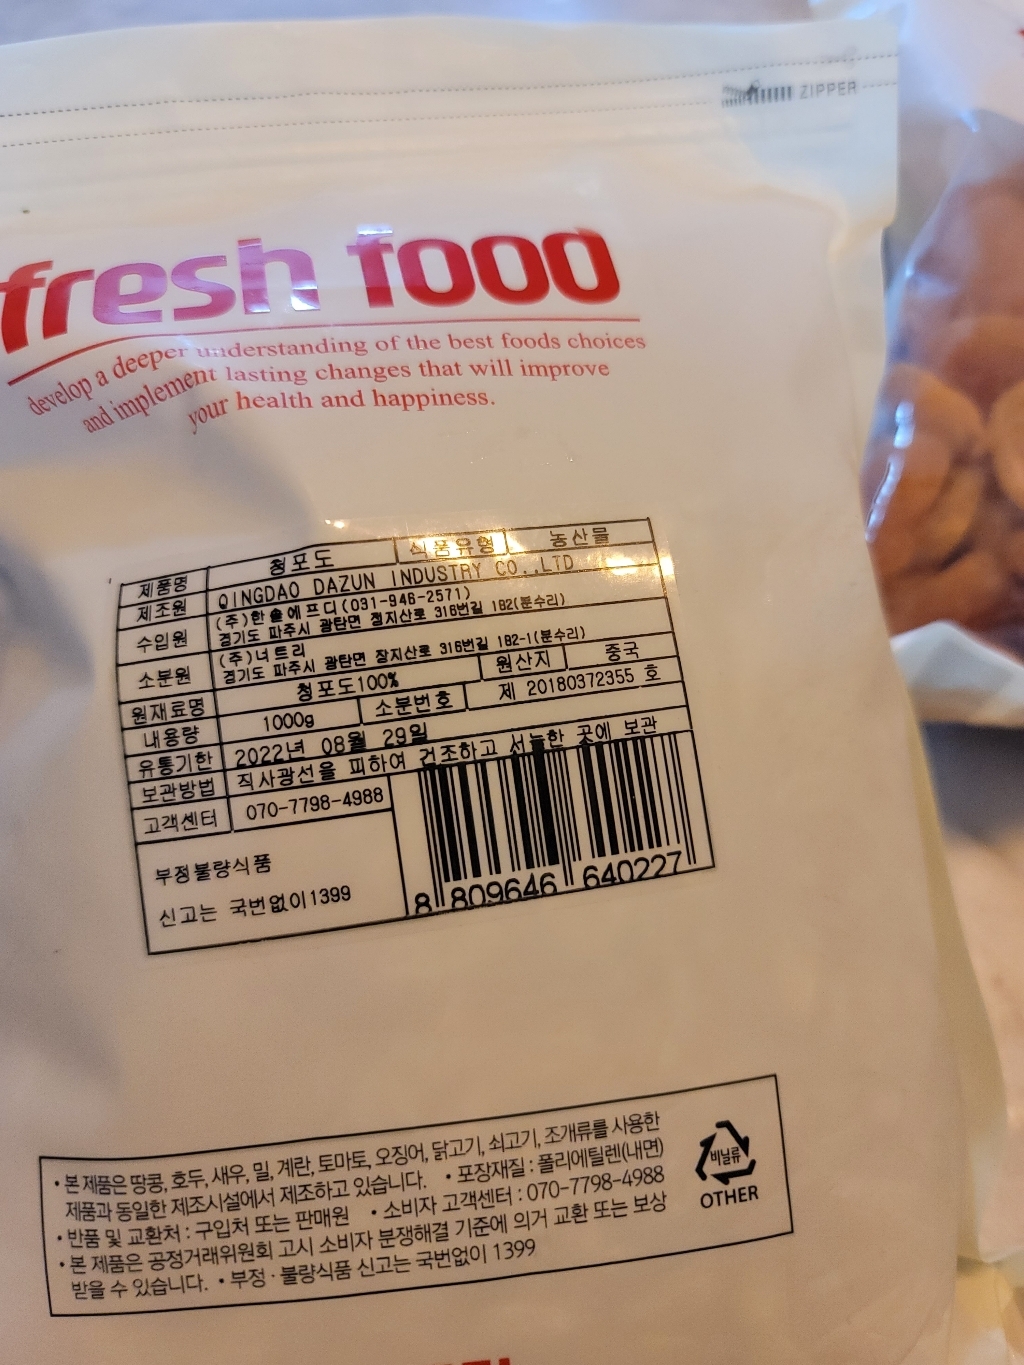 ZIPPER
fresh food
develop a deeper understanding of the best foods choices
and implement lasting changes that will improve
your health and happiness.
제품명 청포도 식품유형 농산물
제조원 QINGDAO DAZUN INDUSTRY CO.,LTD
수입원 (주)한솔에프디(031-946-2571)
경기도 파주시 광탄면 정지산로 316번길 182(분수리)
소분원 (주)너트리
경기도 파주시 광탄면 장지산로 316번길 182-1(분수리)
원재료명 청포도100% 원산지 중국
내용량 1000g 소분번호 제 20180372355 호
유통기한 2022년 08월 29일
보관방법 직사광선을 피하여 건조하고 서늘한 곳에 보관
고객센터 070-7798-4988
부정불량식품
신고는 국번없이1399
8 809646 640227
• 본 제품은 땅콩, 호두, 새우, 밀, 계란, 토마토, 오징어, 닭고기, 쇠고기, 조개류를 사용한
제품과 동일한 제조시설에서 제조하고 있습니다. • 포장재질 : 폴리에틸렌(내면)
• 반품 및 교환처 : 구입처 또는 판매원 • 소비자 고객센터 : 070-7798-4988
• 본 제품은 공정거래위원회 고시 소비자 분쟁해결 기준에 의거 교환 또는 보상
받을 수 있습니다. • 부정 · 불량식품 신고는 국번없이 1399
비닐류
OTHER